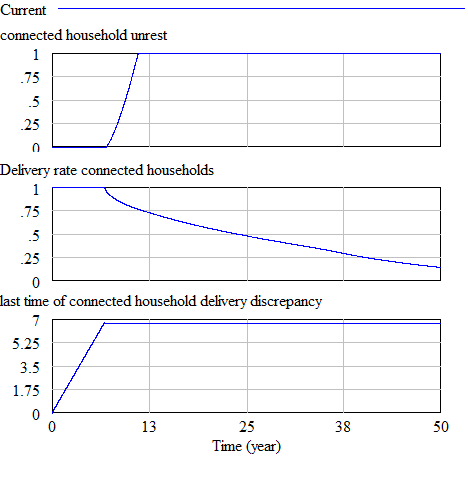 Current
connected household unrest
1
.75
.5
.25
0
Delivery rate connected households
1
.75
.5
.25
0
last time of connected household delivery discrepancy
7
5.25
3.5
1.75
0
0 13 25 38 50
Time (year)